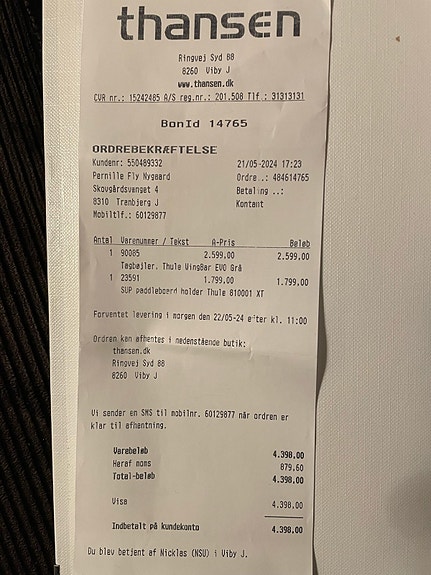 thansen
Ringvej Syd 88
8260 Viby J
www.thansen.dk
CVR nr.: 15242485 A/S reg.nr.: 201.508 Tlf : 31313131
BonId 14765
ORDREBEKRÆFTELSE
Kundenr: 550489332 21/05-2024 17:23
Pernille Fly Nygaard Ordre..: 484614765
Skovgårdsvænget 4 Betaling ..:
8310 Tranbjerg J Kontant
Mobiltlf.: 60129877
Antal Varenummer / Tekst A-Pris Beløb
1 90085 2.599,00 2.599,00
Tagbøjler, Thule WingBar EVO Grå
1 23591 1.799,00 1.799,00
SUP paddleboard holder Thule 810001 XT
Forventet levering i morgen den 22/05-24 efter kl. 11:00
Ordren kan afhentes i nedenstående butik:
thansen.dk
Ringvej Syd 88
8260 Viby J
Vi sender en SMS til mobilnr. 60129877 når ordren er
klar til afhentning.
Varebeløb 4.398,00
Heraf moms 879,60
Total-beløb 4.398,00
Visa 4.398,00
Indbetalt på kundekonto 4.398,00
Du blev betjent af Nicklas (NSU) i Viby J.